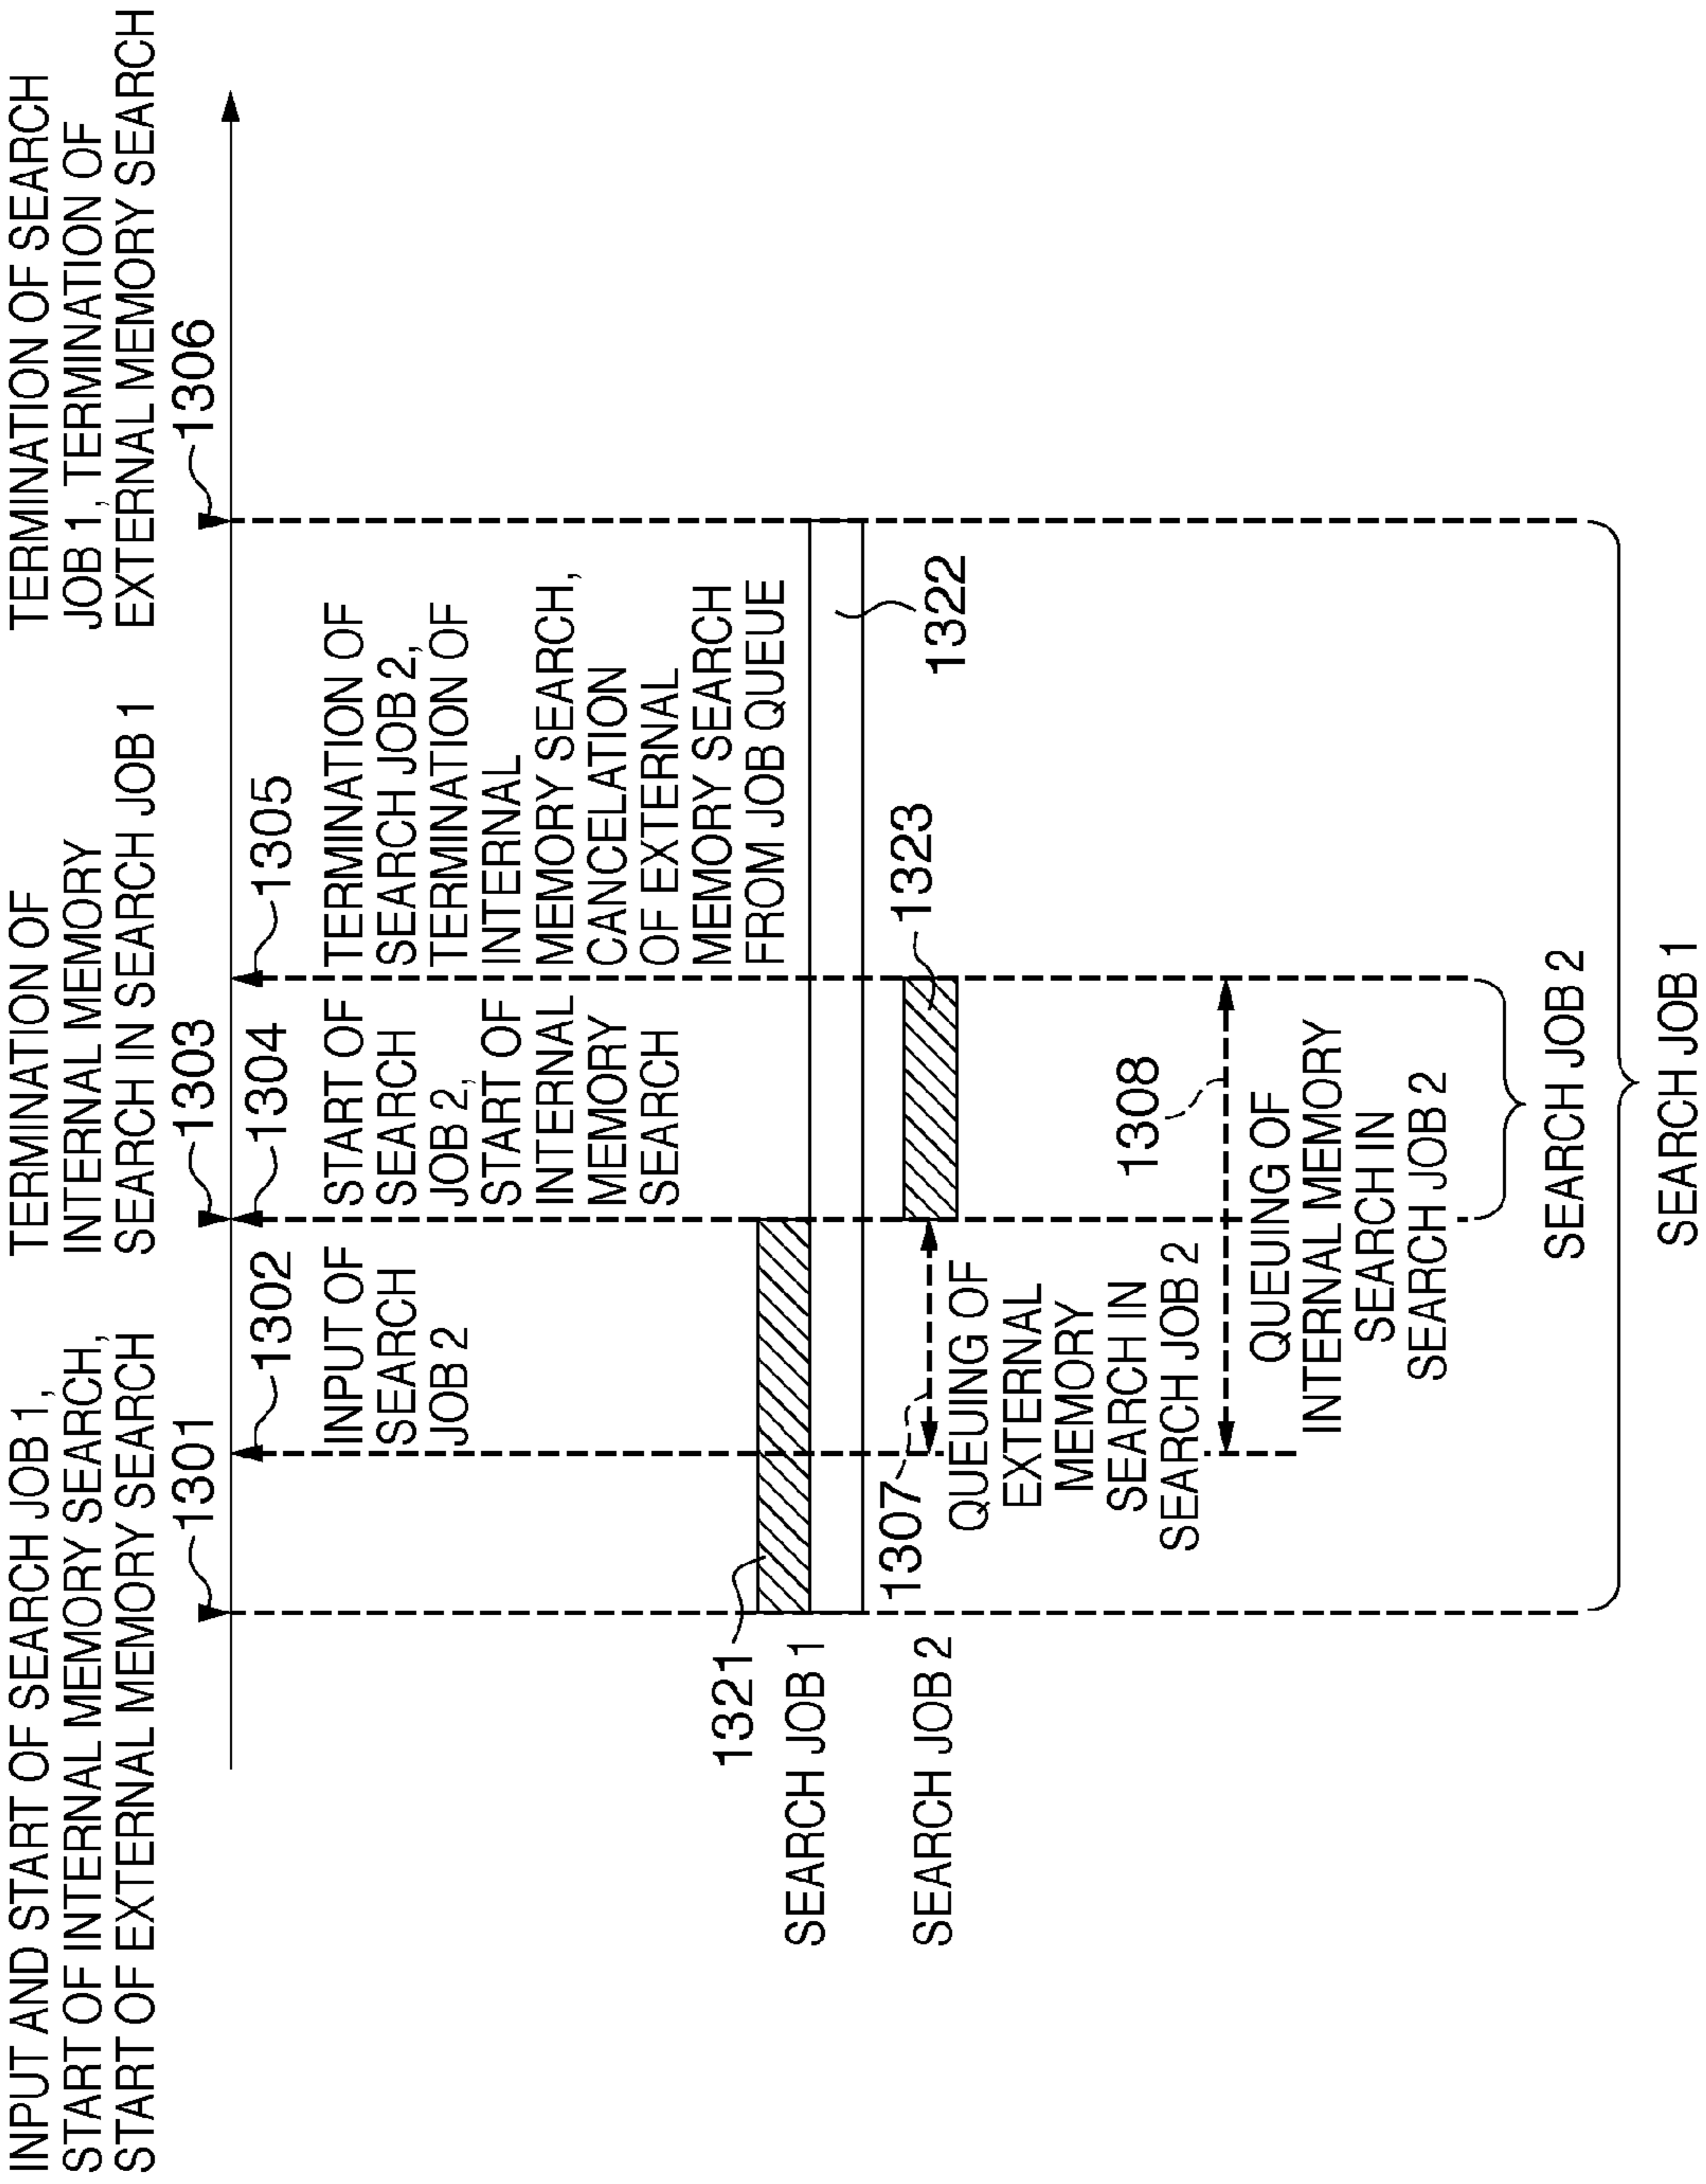 INPUT AND START OF SEARCH JOB 1,
START OF INTERNAL MEMORY SEARCH,
START OF EXTERNAL MEMORY SEARCH
1301
TERMINATION OF
INTERNAL MEMORY
SEARCH IN SEARCH JOB 1
1303
TERMINATION OF SEARCH
JOB 1, TERMINATION OF
EXTERNAL MEMORY SEARCH
1306
1302
INPUT OF
SEARCH
JOB 2
1304
START OF
SEARCH
JOB 2,
START OF
INTERNAL
MEMORY
SEARCH
1305
TERMINATION OF
SEARCH JOB 2,
TERMINATION OF
INTERNAL
MEMORY SEARCH,
CANCELATION
OF EXTERNAL
MEMORY SEARCH
FROM JOB QUEUE
1321
SEARCH JOB 1
1322
SEARCH JOB 2
1323
1307
QUEUING OF
EXTERNAL
MEMORY
SEARCH IN
SEARCH JOB 2
1308
QUEUING OF
INTERNAL MEMORY
SEARCH IN
SEARCH JOB 2
SEARCH JOB 2
SEARCH JOB 1